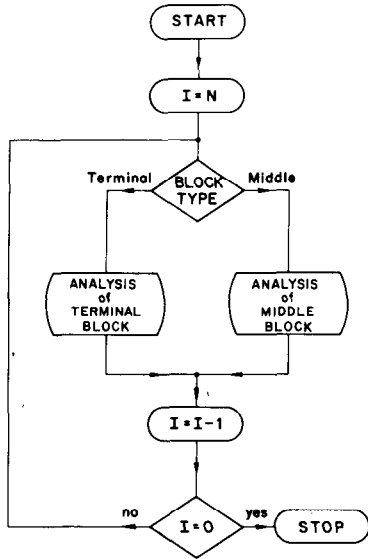 START
I=N
Terminal
BLOCK
TYPE
Middle
ANALYSIS
of
TERMINAL
BLOCK
ANALYSIS
of
MIDDLE
BLOCK
I=I-1
no
I=0
yes
STOP